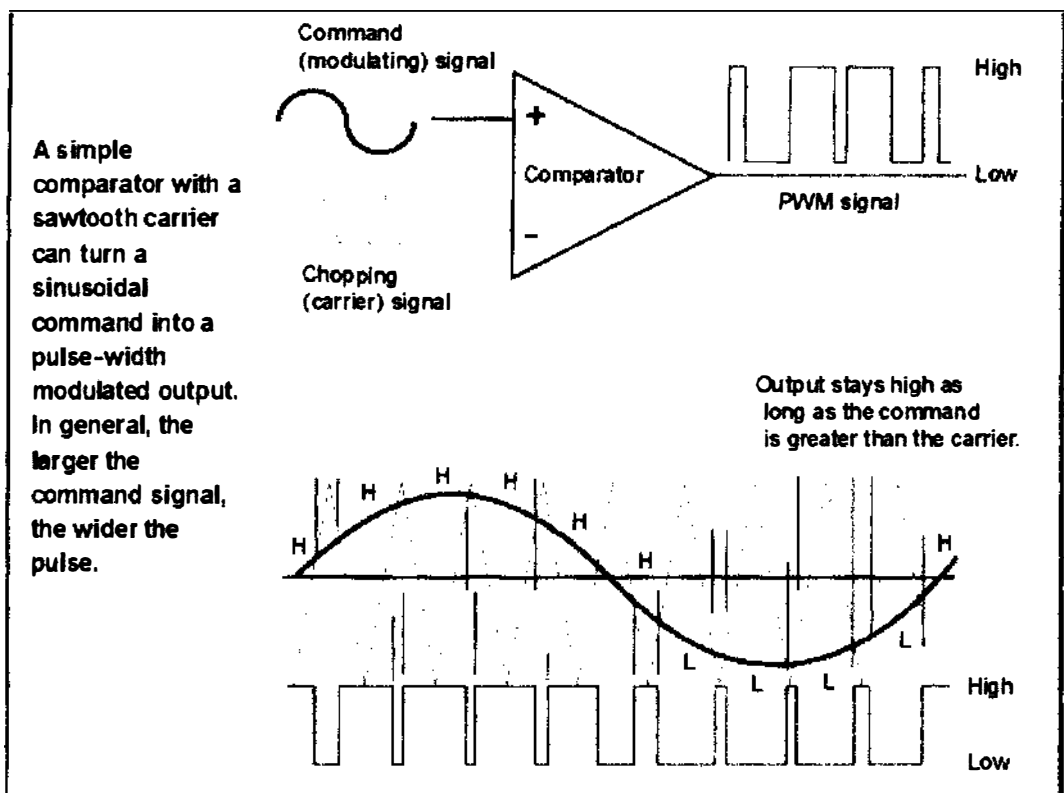 Command
(modulating) signal
High
+
Comparator
Low
PWM signal
–
Chopping
(carrier) signal
A simple
comparator with a
sawtooth carrier
can turn a
sinusoidal
command into a
pulse-width
modulated output.
In general, the
larger the
command signal,
the wider the
pulse.
Output stays high as
long as the command
is greater than the carrier.
H H H H H H H
L L L L
High
Low